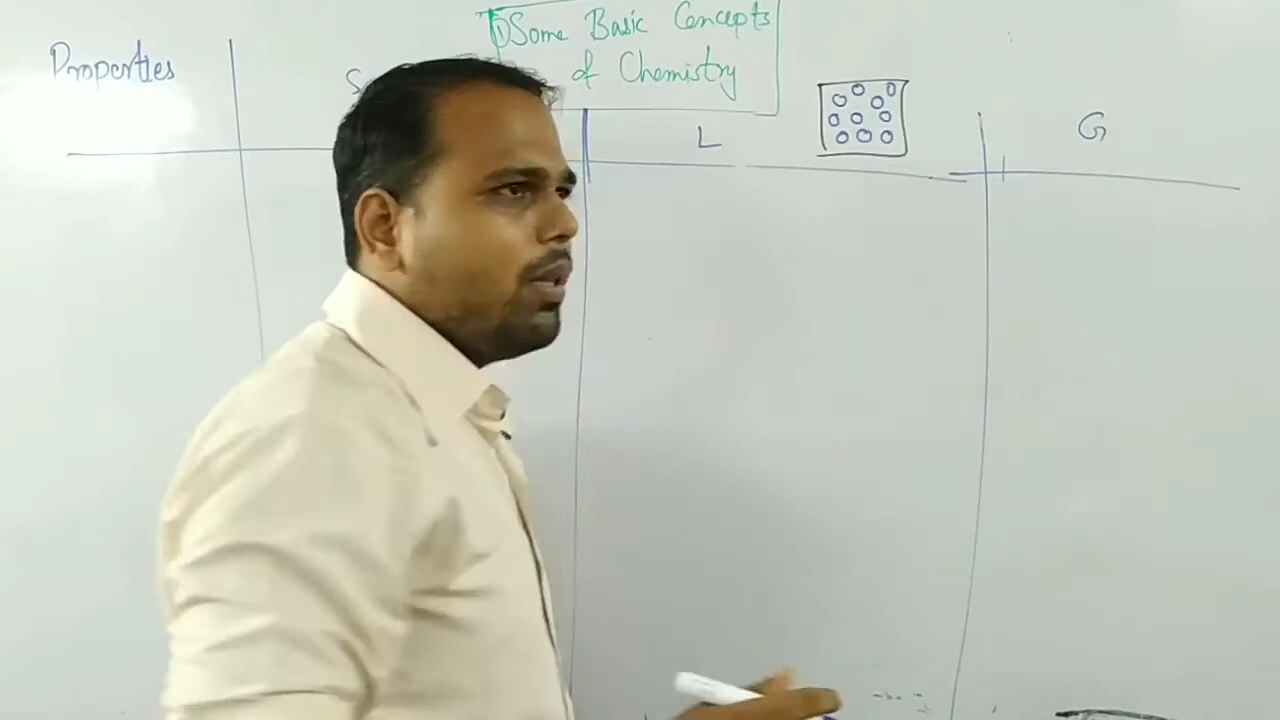 ① Some Basic Concepts
of Chemistry
Properties
S
L
G